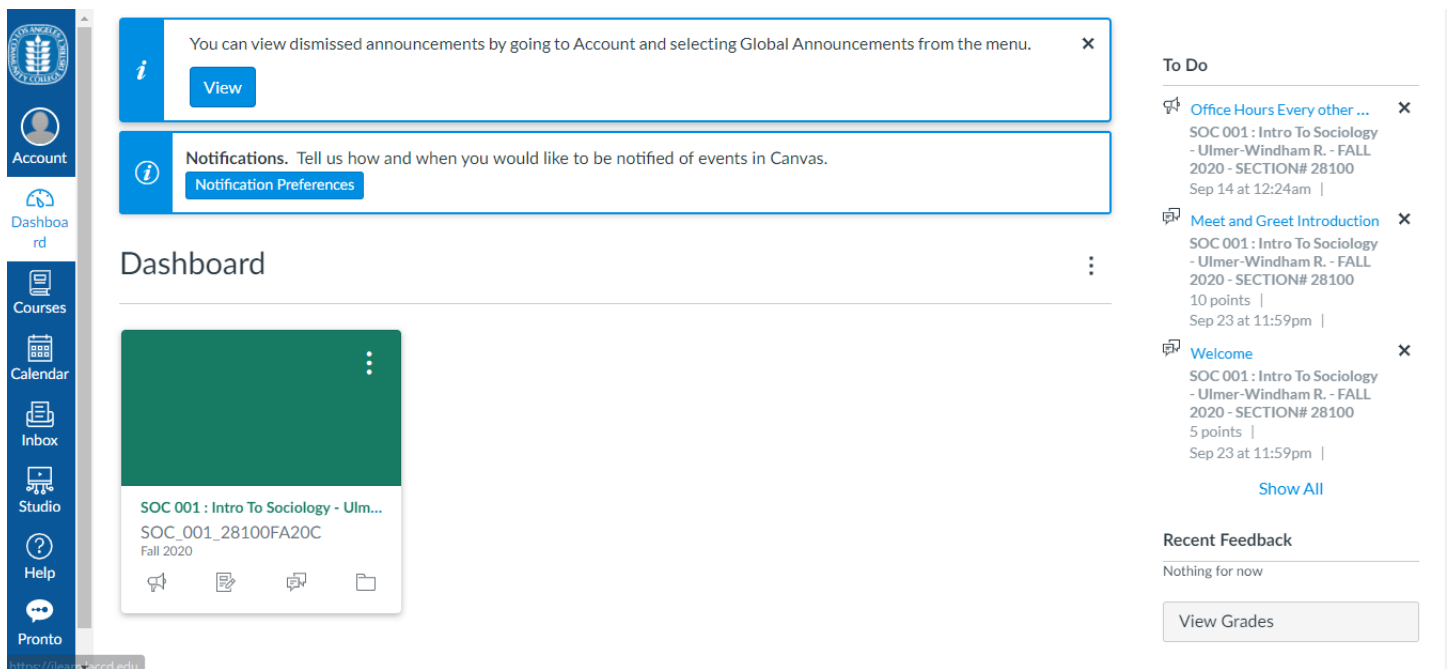 LOS ANGELES
COMMUNITY COLLEGE
Account
Dashboa
rd
Courses
Calendar
Inbox
Studio
Help
Pronto
You can view dismissed announcements by going to Account and selecting Global Announcements from the menu.
View
Notifications. Tell us how and when you would like to be notified of events in Canvas.
Notification Preferences
Dashboard
SOC 001 : Intro To Sociology - Ulm...
SOC_001_28100FA20C
Fall 2020
To Do
Office Hours Every other ...
SOC 001 : Intro To Sociology
- Ulmer-Windham R. - FALL
2020 - SECTION# 28100
Sep 14 at 12:24am |
Meet and Greet Introduction
SOC 001 : Intro To Sociology
- Ulmer-Windham R. - FALL
2020 - SECTION# 28100
10 points |
Sep 23 at 11:59pm |
Welcome
SOC 001 : Intro To Sociology
- Ulmer-Windham R. - FALL
2020 - SECTION# 28100
5 points |
Sep 23 at 11:59pm |
Show All
Recent Feedback
Nothing for now
View Grades